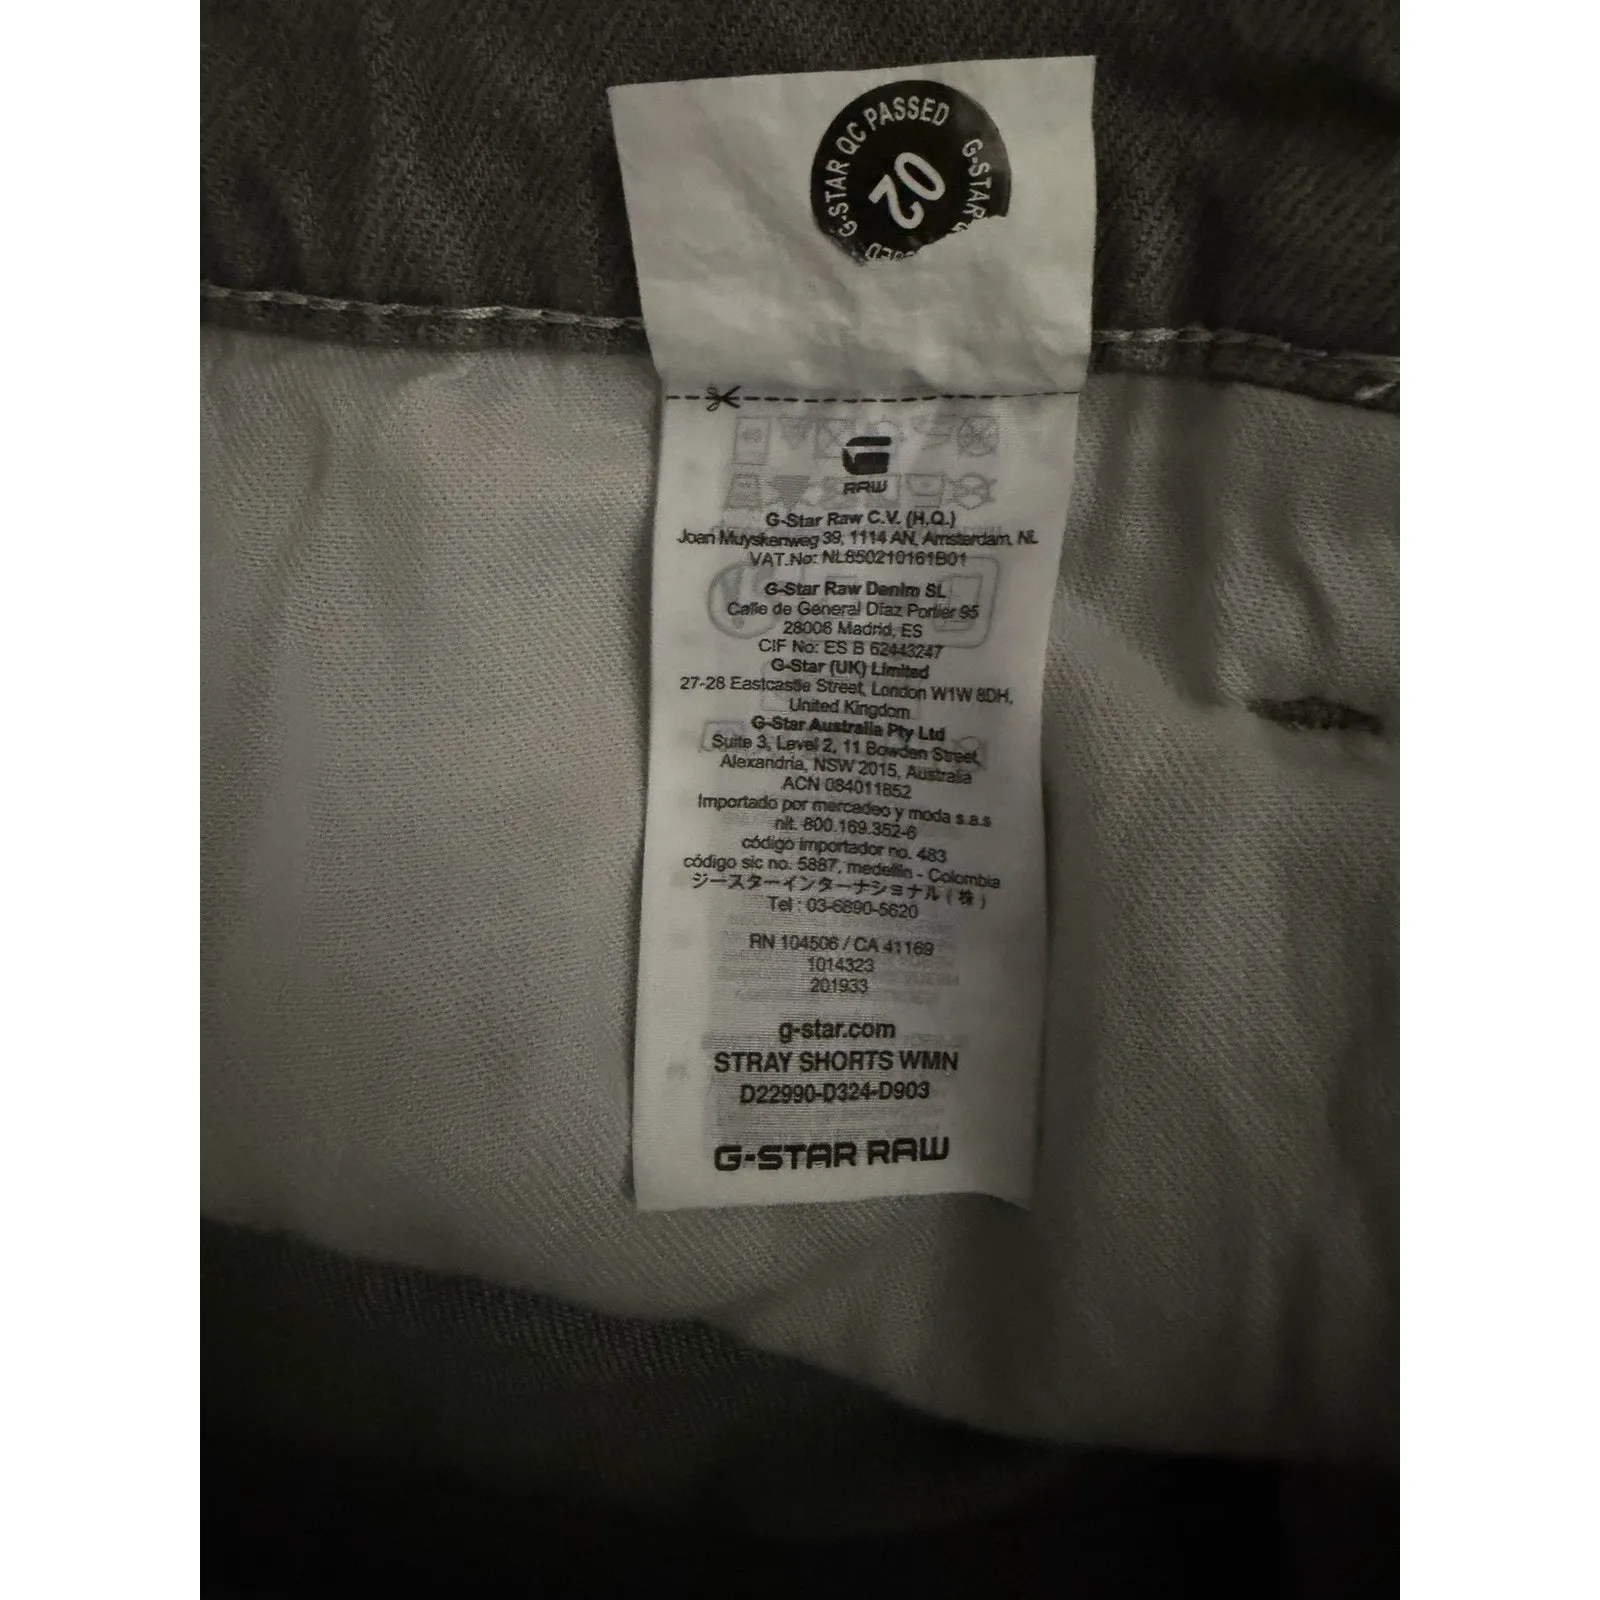 G-STAR QC PASSED
02
G-STAR
RAW
G-Star Raw C.V. (H.Q.)
Joan Muyskenweg 39, 1114 AN, Amsterdam, NL
VAT.No: NL850210161B01
G-Star Raw Denim SL
Calle de General Díaz Porlier 95
28006 Madrid, ES
CIF No: ES B 62443247
G-Star (UK) Limited
27-28 Eastcastle Street, London W1W 8DH,
United Kingdom
G-Star Australia Pty Ltd
Suite 3, Level 2, 11 Bowden Street,
Alexandria, NSW 2015, Australia
ACN 084011852
Importado por mercadeo y moda s.a.s
nit. 800.169.352-6
código importador no. 483
código sic no. 5887, medellin - Colombia
ジースターインターナショナル(株)
Tel : 03-6890-5620
RN 104506 / CA 41169
1014323
201933
g-star.com
STRAY SHORTS WMN
D22990-D324-D903
G-STAR RAW